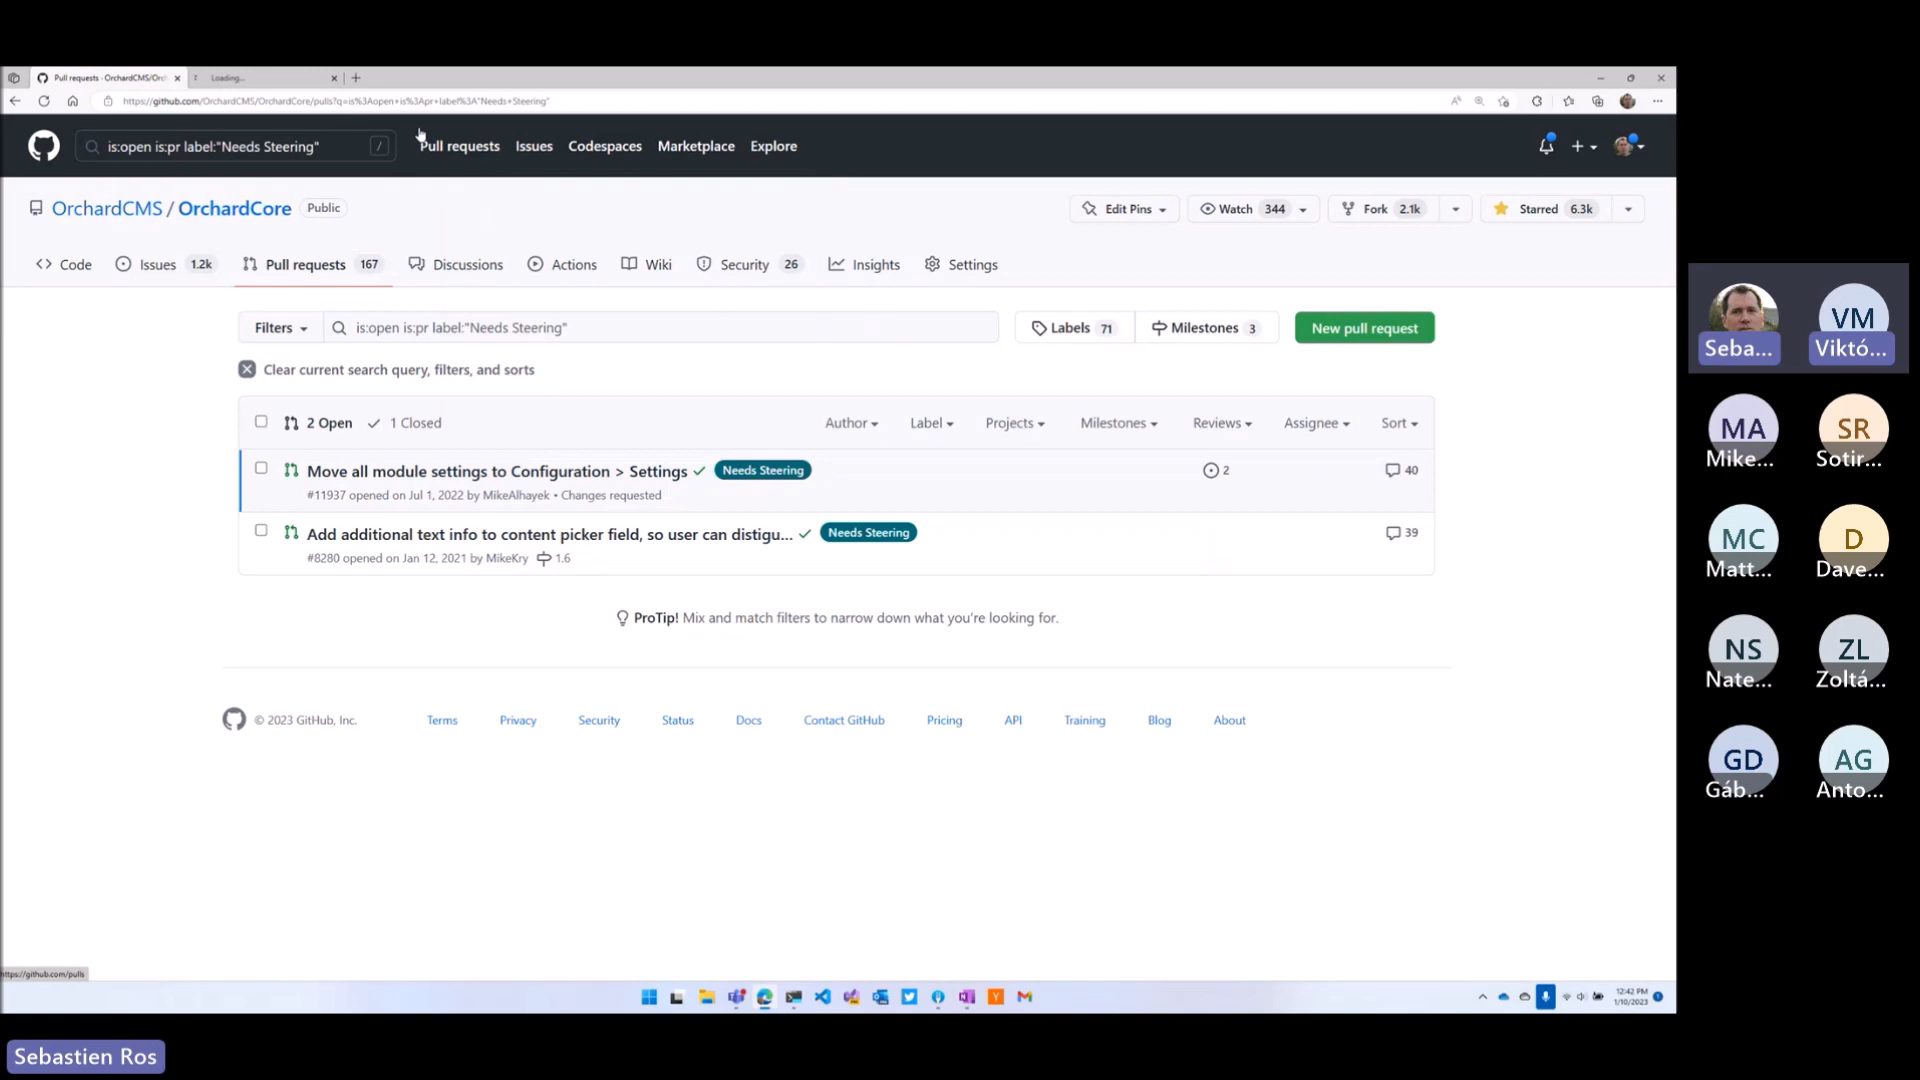 Pull requests · OrchardCMS/Orc
Loading...
https://github.com/OrchardCMS/OrchardCore/pulls?q=is%3Aopen+is%3Apr+label%3A"Needs+Steering"
is:open is:pr label:"Needs Steering"
/
Pull requests
Issues
Codespaces
Marketplace
Explore
OrchardCMS / OrchardCore
Public
Edit Pins
Watch 344
Fork 2.1k
Starred 6.3k
Code
Issues 1.2k
Pull requests 167
Discussions
Actions
Wiki
Security 26
Insights
Settings
Filters
is:open is:pr label:"Needs Steering"
Labels 71
Milestones 3
New pull request
Clear current search query, filters, and sorts
2 Open
1 Closed
Author
Label
Projects
Milestones
Reviews
Assignee
Sort
Move all module settings to Configuration > Settings
Needs Steering
2
40
#11937 opened on Jul 1, 2022 by MikeAlhayek • Changes requested
Add additional text info to content picker field, so user can distigu...
Needs Steering
39
#8280 opened on Jan 12, 2021 by MikeKry
1.6
ProTip! Mix and match filters to narrow down what you're looking for.
© 2023 GitHub, Inc.
Terms
Privacy
Security
Status
Docs
Contact GitHub
Pricing
API
Training
Blog
About
https://github.com/pulls
12:42 PM
1/10/2023
Seba...
VM
Viktó...
MA
Mike...
SR
Sotir...
MC
Matt...
D
Dave...
NS
Nate...
ZL
Zoltá...
GD
Gáb...
AG
Anto...
Sebastien Ros